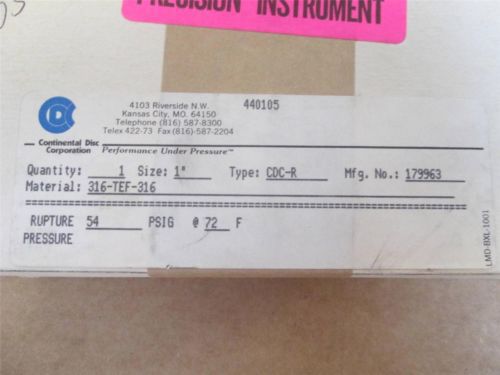 PRECISION INSTRUMENT
4103 Riverside N.W. 440105
Kansas City, MO. 64150
Telephone (816) 587-8300
Telex 422-73 Fax (816)-587-2204
Continental Disc
Corporation Performance Under Pressure™
Quantity: 1 Size: 1" Type: CDC-R Mfg. No.: 179963
Material: 316-TEF-316
RUPTURE 54 PSIG @ 72 F
PRESSURE
LMD-BXL-1001